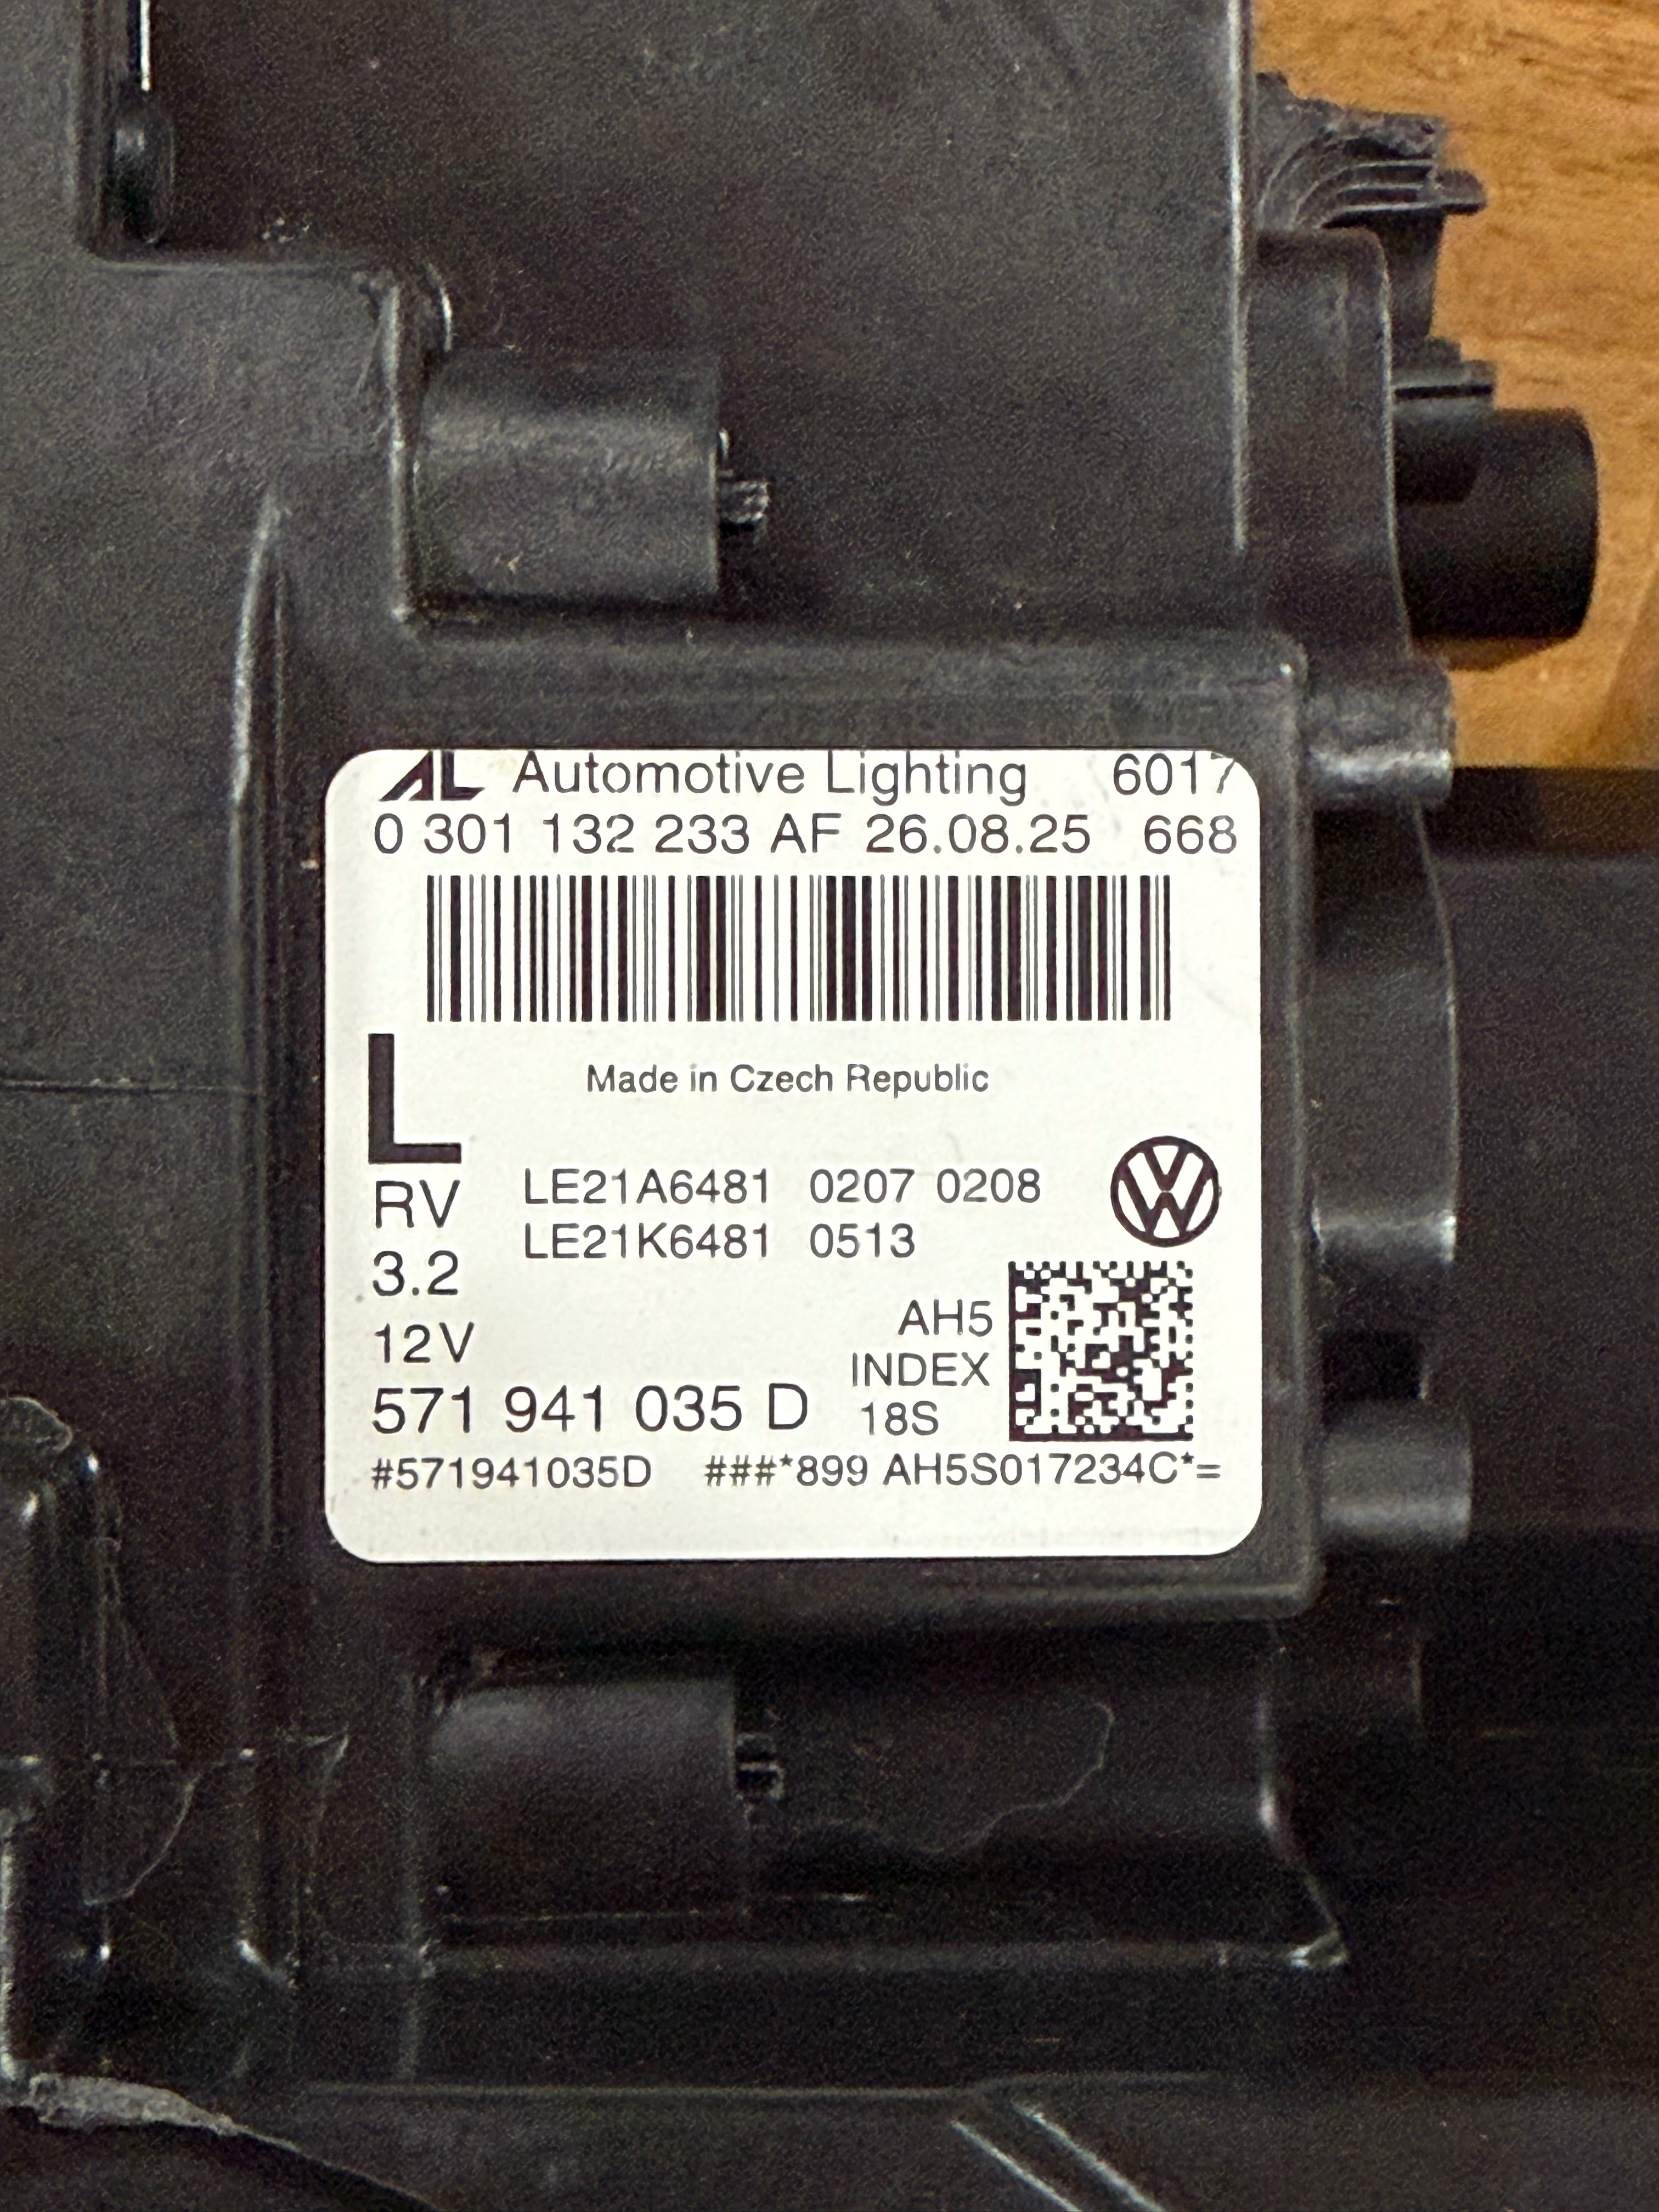 AL Automotive Lighting 6017
0 301 132 233 AF 26.08.25 668
Made in Czech Republic
L
RV
3.2
12V
LE21A6481 0207 0208
LE21K6481 0513
AH5
INDEX
18S
571 941 035 D
#571941035D ###*899 AH5S017234C*=